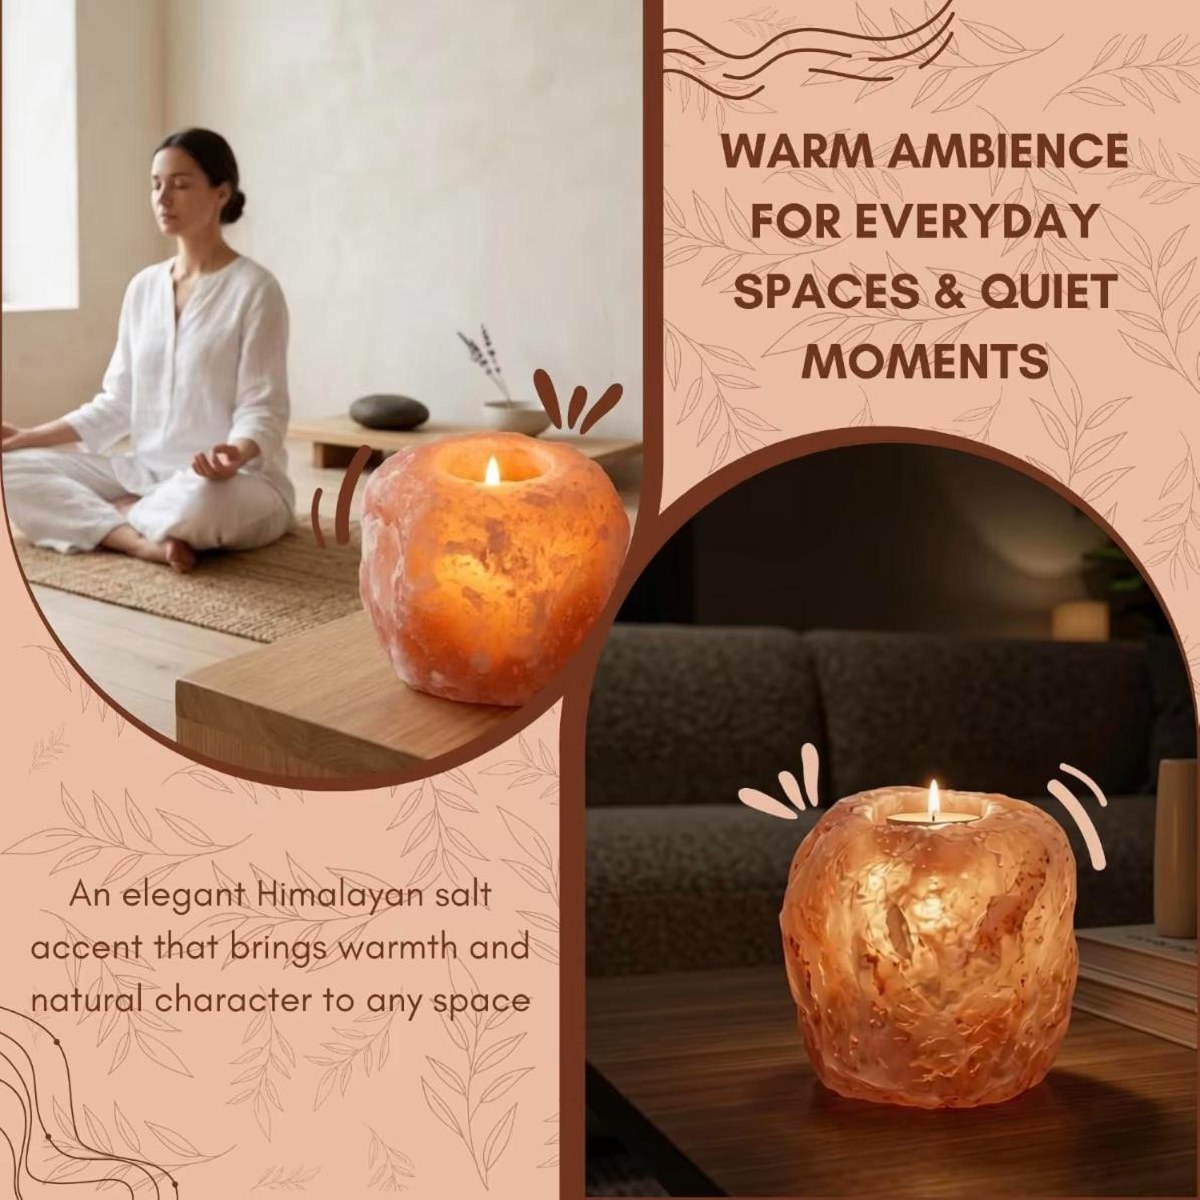 WARM AMBIENCE
FOR EVERYDAY
SPACES & QUIET
MOMENTS
An elegant Himalayan salt
accent that brings warmth and
natural character to any space